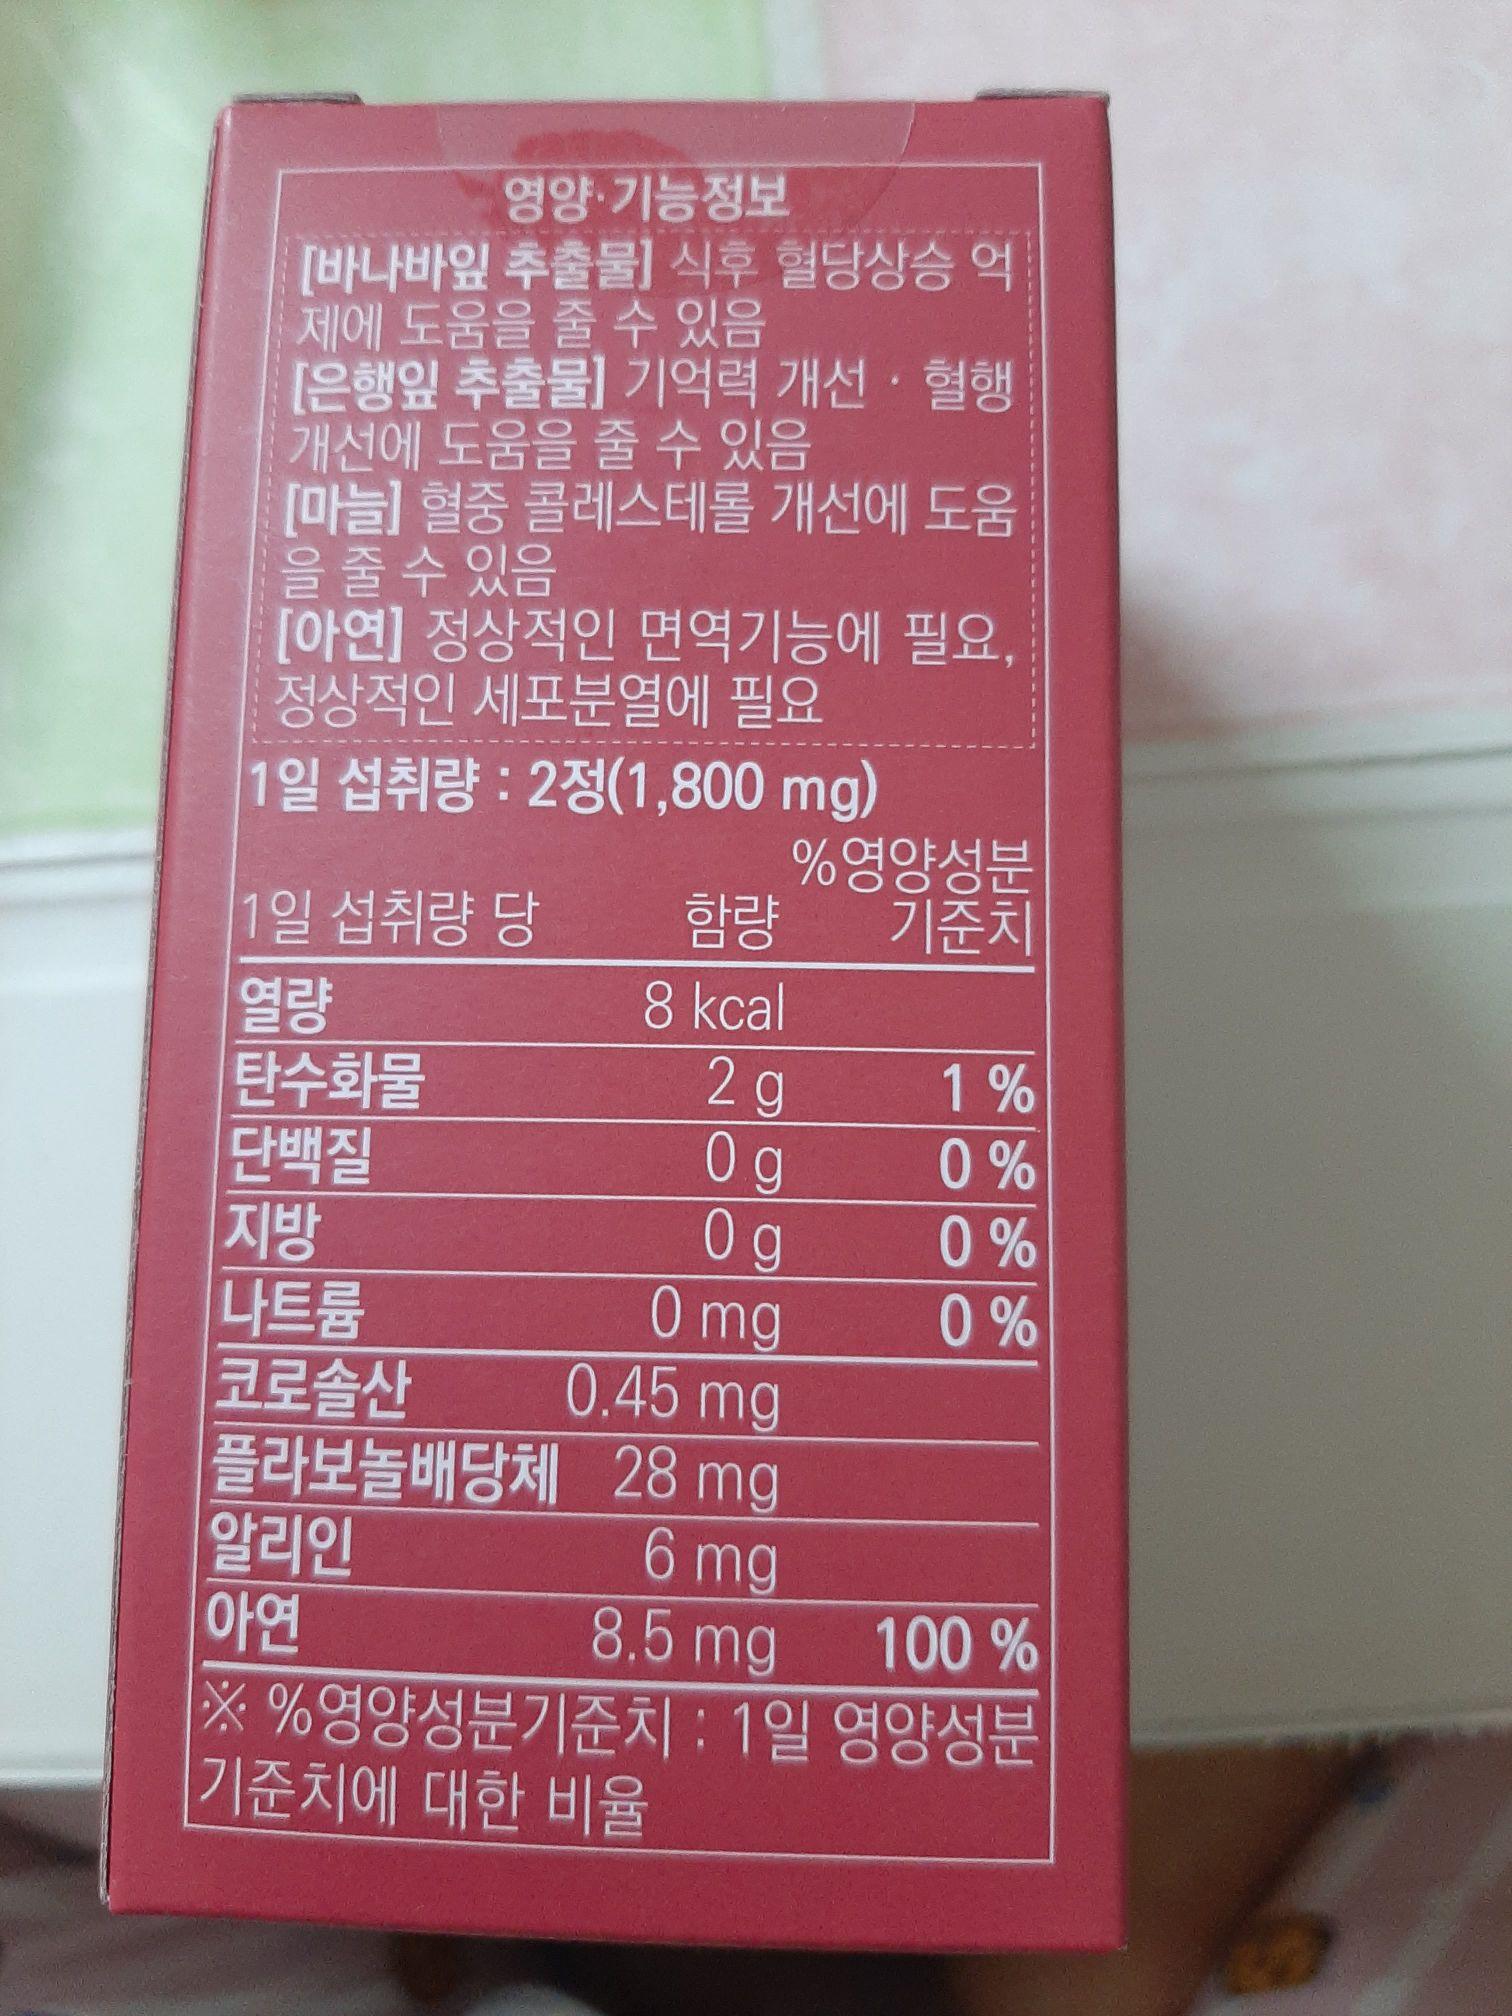 영양·기능정보
[바나바잎 추출물] 식후 혈당상승 억
제에 도움을 줄 수 있음
[은행잎 추출물] 기억력 개선 · 혈행
개선에 도움을 줄 수 있음
[마늘] 혈중 콜레스테롤 개선에 도움
을 줄 수 있음
[아연] 정상적인 면역기능에 필요,
정상적인 세포분열에 필요
1일 섭취량 : 2정(1,800 mg)
%영양성분
1일 섭취량 당 함량 기준치
열량 8 kcal
탄수화물 2 g 1 %
단백질 0 g 0 %
지방 0 g 0 %
나트륨 0 mg 0 %
코로솔산 0.45 mg
플라보놀배당체 28 mg
알리인 6 mg
아연 8.5 mg 100 %
※ %영양성분기준치 : 1일 영양성분
기준치에 대한 비율